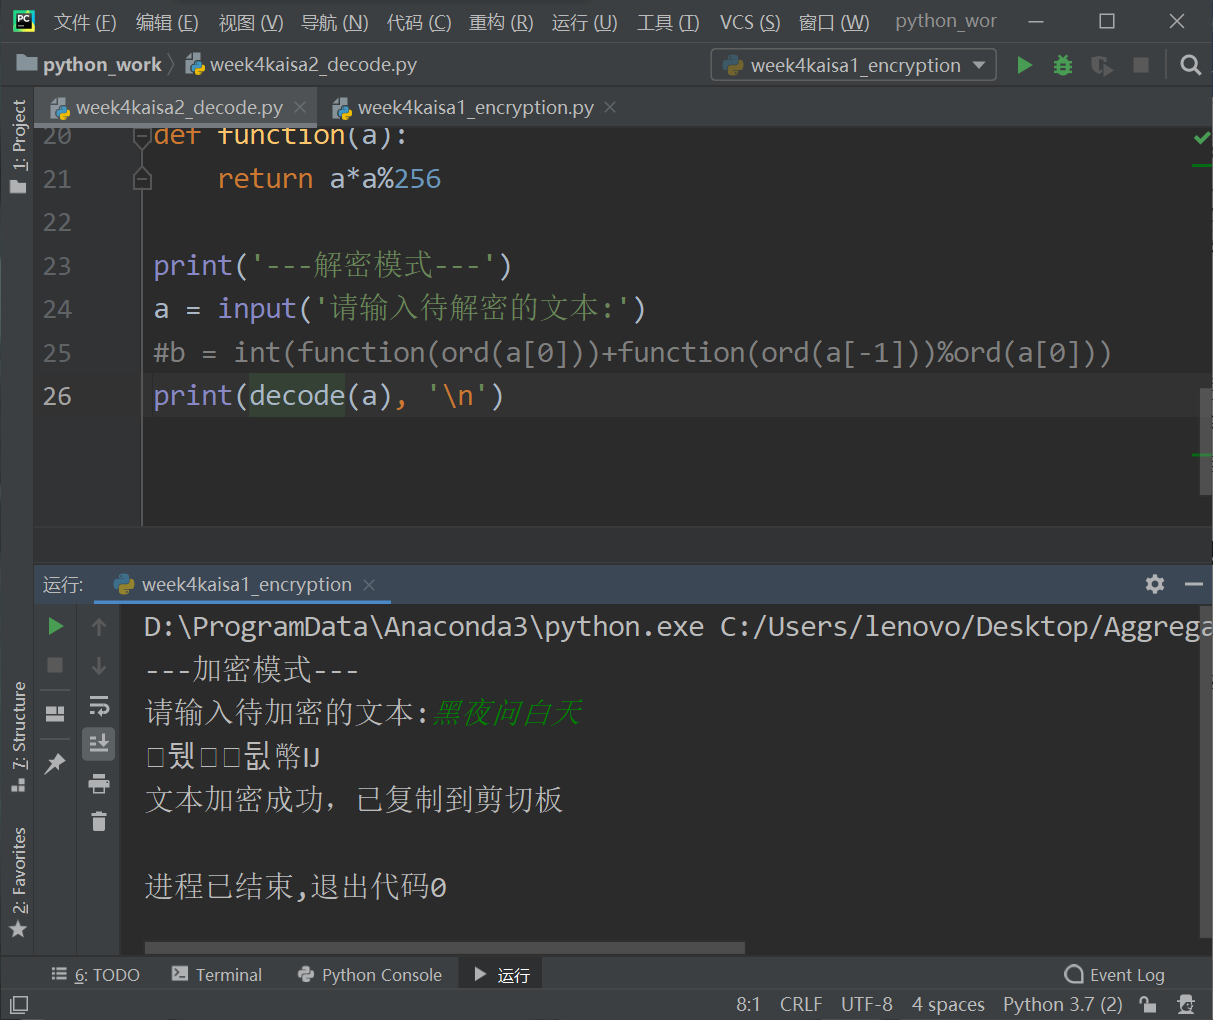 文件 (F) 编辑 (E) 视图 (V) 导航 (N) 代码 (C) 重构 (R) 运行 (U) 工具 (T) VCS (S) 窗口 (W) python_wor
python_work week4kaisa2_decode.py week4kaisa1_encryption
week4kaisa2_decode.py week4kaisa1_encryption.py
1: Project
20 def function(a):
21 return a*a%256
22
23 print('---解密模式---')
24 a = input('请输入待解密的文本:')
25 #b = int(function(ord(a[0]))+function(ord(a[-1]))%ord(a[0]))
26 print(decode(a), '\n')
运行: week4kaisa1_encryption
D:\ProgramData\Anaconda3\python.exe C:/Users/lenovo/Desktop/Aggrega
---加密模式---
请输入待加密的文本:黑夜问白天
文本加密成功，已复制到剪切板
进程已结束,退出代码0
7: Structure
2: Favorites
6: TODO Terminal Python Console 运行 Event Log
8:1 CRLF UTF-8 4 spaces Python 3.7 (2)